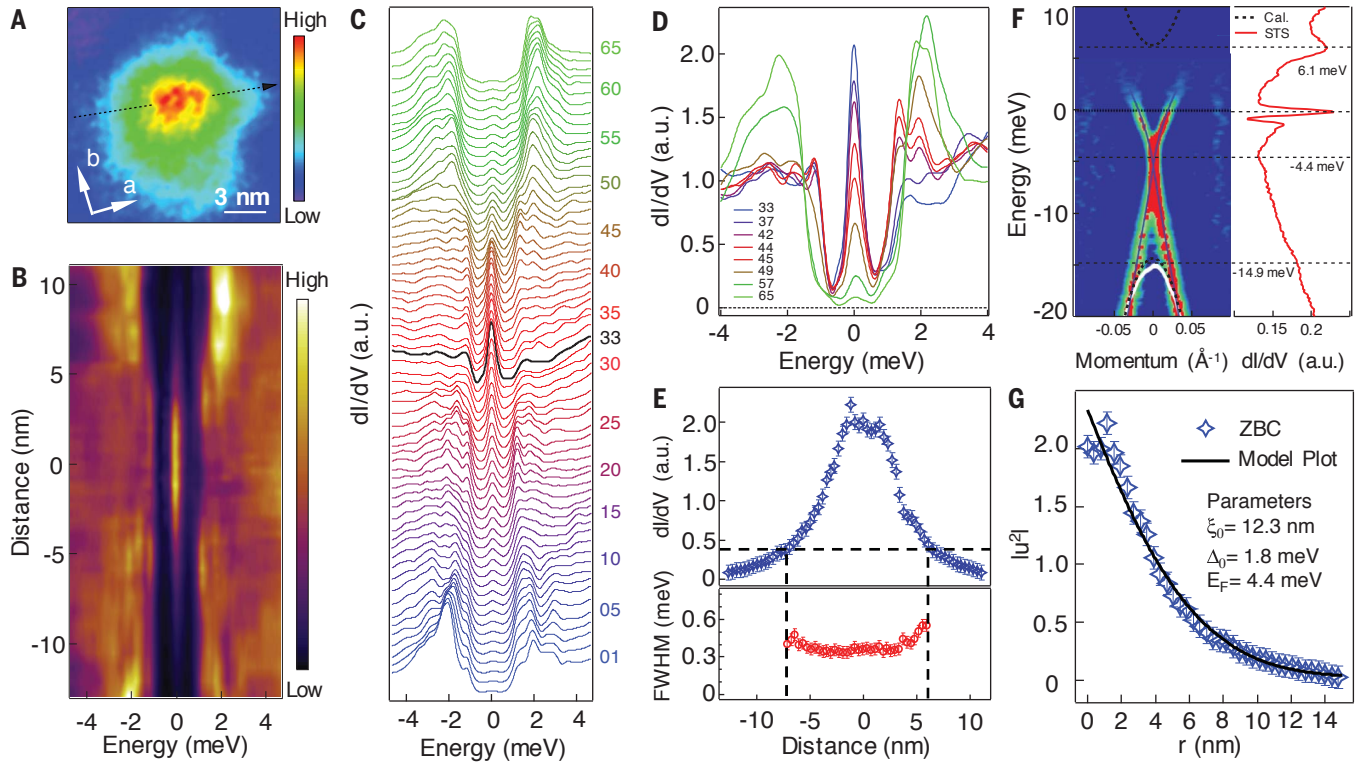 A
High
Low
b
a
3 nm
B
High
Low
10
5
0
-5
-10
Distance (nm)
-4
-2
0
2
4
Energy (meV)
C
dI/dV (a.u.)
65
60
55
50
45
40
35
33
30
25
20
15
10
05
01
-4
-2
0
2
4
Energy (meV)
D
dI/dV (a.u.)
2.0
1.5
1.0
0.5
0
33
37
42
44
45
49
57
65
-4
-2
0
2
4
Energy (meV)
E
dI/dV (a.u.)
2.0
1.5
1.0
0.5
0
FWHM (meV)
0.6
0.3
0
-10
-5
0
5
10
Distance (nm)
F
Energy (meV)
10
0
-10
-20
Cal.
STS
6.1 meV
-4.4 meV
-14.9 meV
-0.05
0
0.05
0.15
0.2
Momentum (Å⁻¹)
dI/dV (a.u.)
G
|u²|
2.0
1.5
1.0
0.5
0
ZBC
Model Plot
Parameters
ξ₀= 12.3 nm
Δ₀= 1.8 meV
E_F= 4.4 meV
0
2
4
6
8
10
12
14
r (nm)